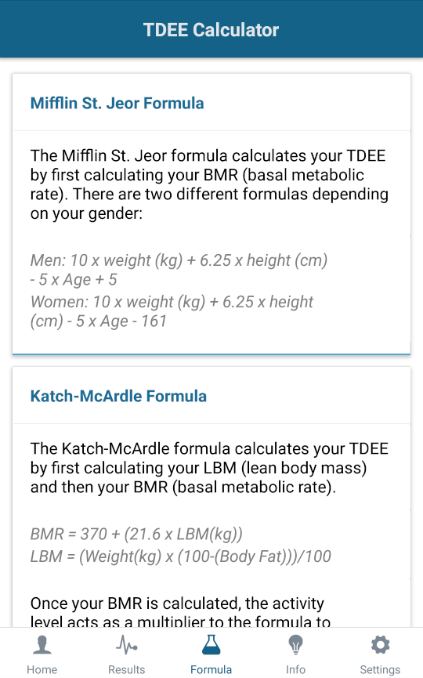 TDEE Calculator
Mifflin St. Jeor Formula
The Mifflin St. Jeor formula calculates your TDEE
by first calculating your BMR (basal metabolic
rate). There are two different formulas depending
on your gender:
Men: 10 x weight (kg) + 6.25 x height (cm)
- 5 x Age + 5
Women: 10 x weight (kg) + 6.25 x height
(cm) - 5 x Age - 161
Katch-McArdle Formula
The Katch-McArdle formula calculates your TDEE
by first calculating your LBM (lean body mass)
and then your BMR (basal metabolic rate).
BMR = 370 + (21.6 x LBM(kg))
LBM = (Weight(kg) x (100-(Body Fat)))/100
Once your BMR is calculated, the activity
level acts as a multiplier to the formula to
Home Results Formula Info Settings